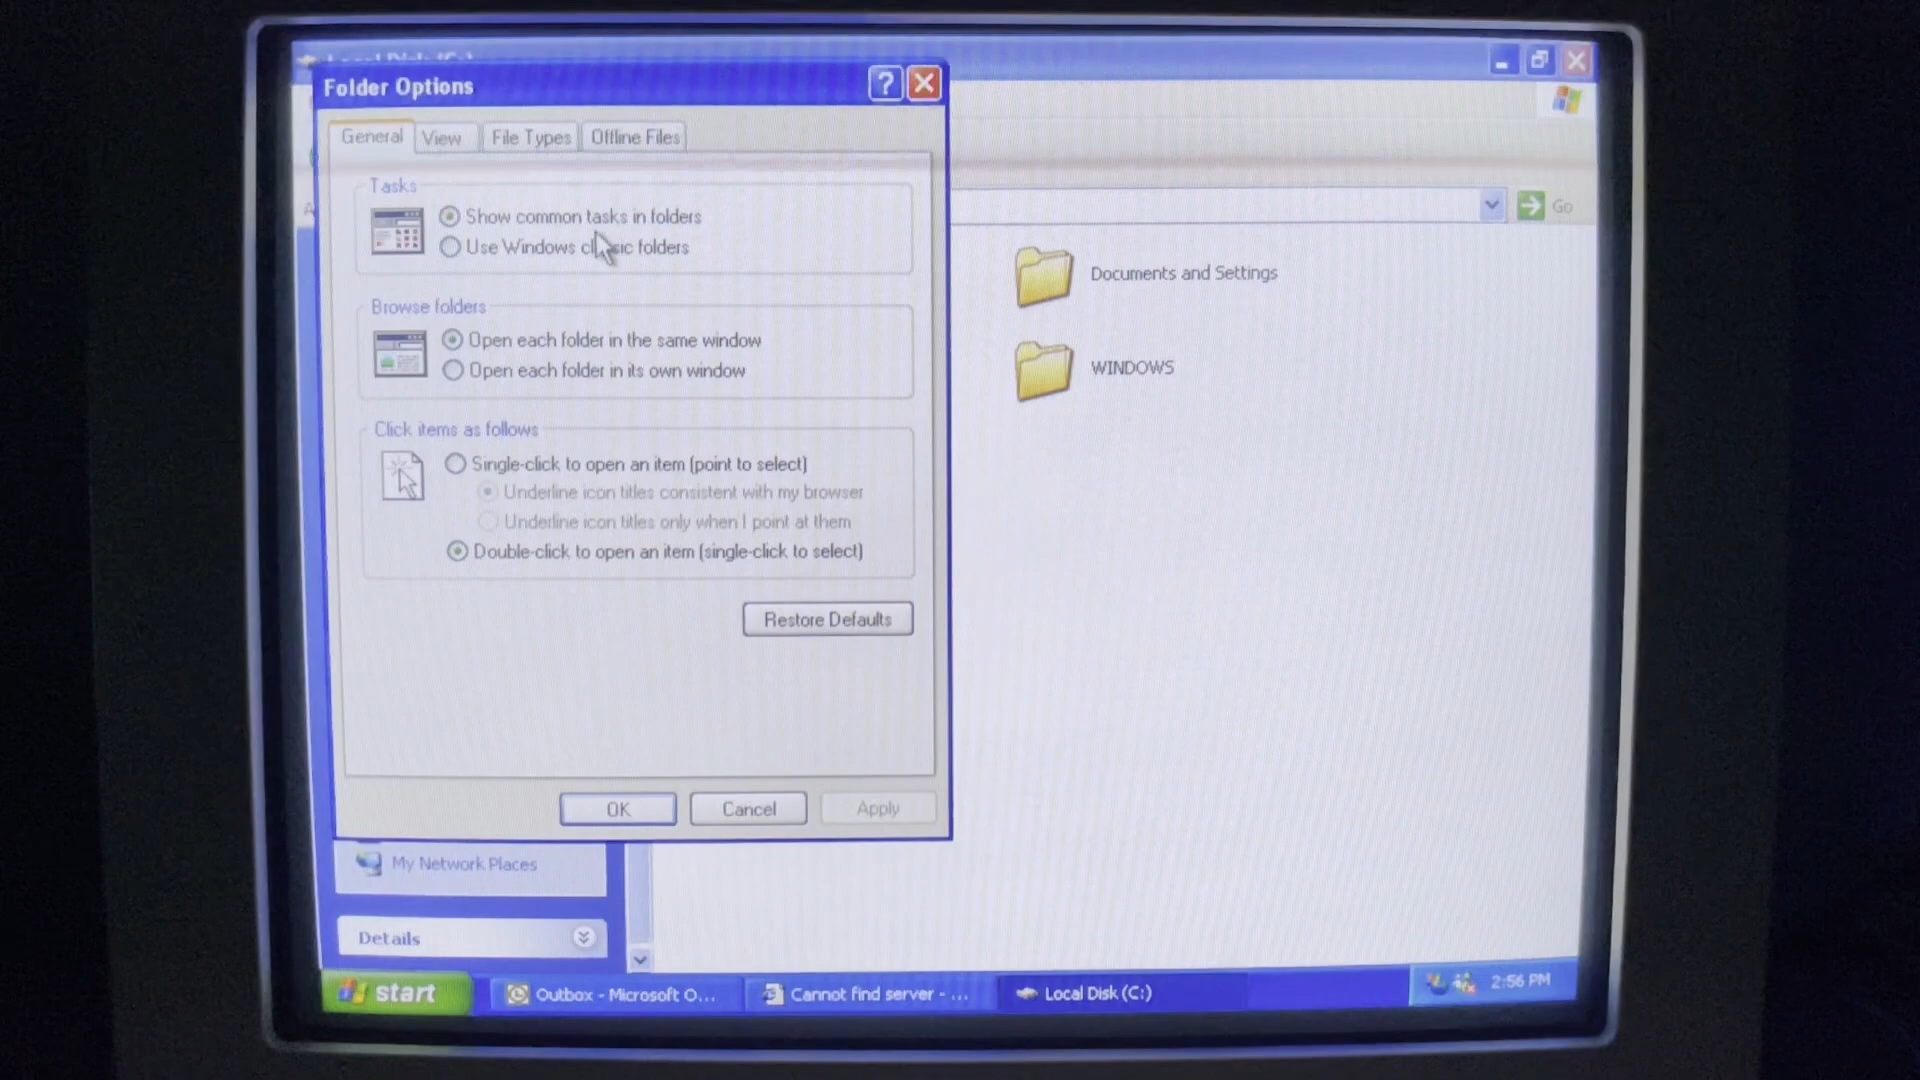 Local Disk (C:)
Folder Options
General
View
File Types
Offline Files
Tasks
Show common tasks in folders
Use Windows classic folders
Go
Documents and Settings
Browse folders
Open each folder in the same window
Open each folder in its own window
WINDOWS
Click items as follows
Single-click to open an item (point to select)
Underline icon titles consistent with my browser
Underline icon titles only when I point at them
Double-click to open an item (single-click to select)
Restore Defaults
OK
Cancel
Apply
My Network Places
Details
start
Outbox - Microsoft O...
Cannot find server - ...
Local Disk (C:)
2:56 PM